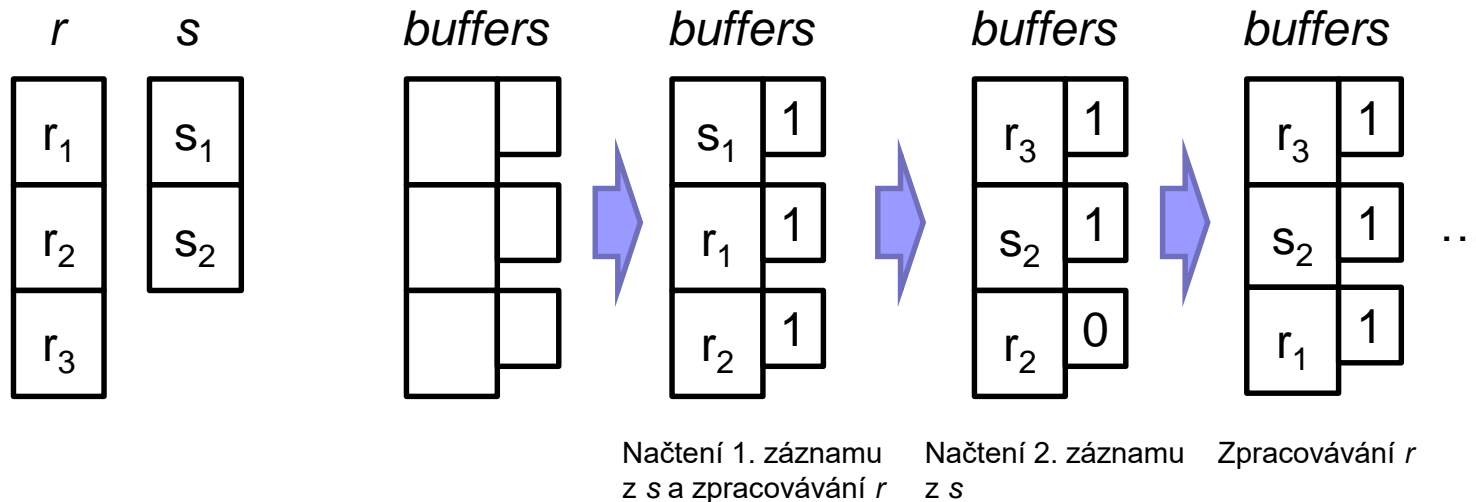 r s buffers buffers buffers buffers
r₁ s₁ s₁ 1 r₃ 1 r₃ 1
r₂ s₂ r₁ 1 s₂ 1 s₂ 1 ..
r₃ r₂ 1 r₂ 0 r₁ 1
Načtení 1. záznamu
z s a zpracovávání r
Načtení 2. záznamu
z s
Zpracovávání r